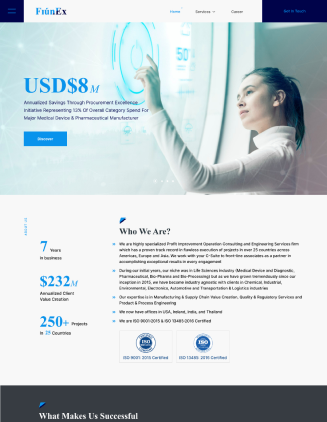 FiünEx
Home
Services
Career
Get In Touch
USD$8M
Annualized Savings Through Procurement Excellence
Initiative Representing 13% Of Overall Category Spend For
Major Medical Device & Pharmaceutical Manufacturer
Discover
50°
ABOUT US
7 Years
In business
$232M
Annualized Client
Value Creation
250+ Projects
In 25 Countries
Who We Are?
We are a highly specialized Profit Improvement Operation Consulting and Engineering Services firm
which has a proven track record in flawless execution of projects in over 25 countries across
Americas, Europe and Asia. We work with your C-Suite to front-line associates as a partner in
accomplishing exceptional results in every engagement
During our initial years, our niche was in Life Sciences Industry (Medical Device and Diagnostic,
Pharmaceutical, Bio-Pharma and Bio-Processing) but as we have grown tremendously since our
inception in 2015, we have become industry agnostic with clients in Chemical, Industrial,
Environmental, Electronics, Automotive and Transportation & Logistics industries
Our expertise is in Manufacturing & Supply Chain Value Creation, Quality & Regulatory Services and
Product & Process Engineering
We now have offices in USA, Ireland, India, and Thailand
We are ISO 9001:2015 & ISO 13485:2016 Certified
ISO
ISO
ISO 9001: 2015 Certified
ISO 13485: 2016 Certified
What Makes Us Successful